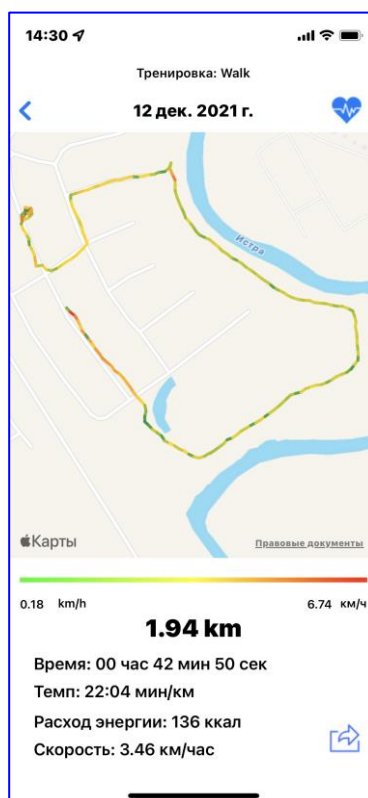 14:30
Тренировка: Walk
12 дек. 2021 г.
Истра
Карты
Правовые документы
0.18 km/h
6.74 км/ч
1.94 km
Время: 00 час 42 мин 50 сек
Темп: 22:04 мин/км
Расход энергии: 136 ккал
Скорость: 3.46 км/час